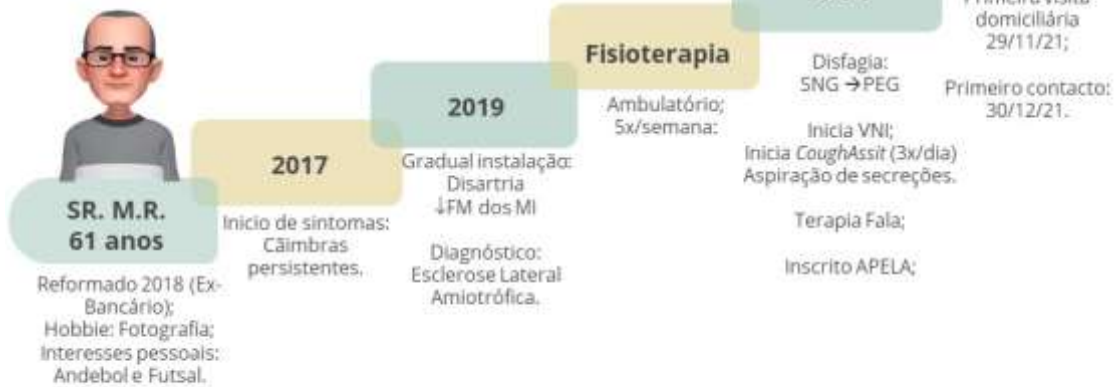 SR. M.R.
61 anos
Reformado 2018 (Ex-
Bancário);
Hobbie: Fotografia;
Interesses pessoais:
Andebol e Futsal.
2017
Inicio de sintomas:
Cãimbras
persistentes.
2019
Gradual instalação:
Disartria
↓FM dos MI
Diagnóstico:
Esclerose Lateral
Amiotrófica.
Fisioterapia
Ambulatório;
5x/semana:
Disfagia:
SNG → PEG
Inicia VNI;
Inicia CoughAssit (3x/dia)
Aspiração de secreções.
Terapia Fala;
Inscrito APELA;
Primeira visita
domiciliária
29/11/21;
Primeiro contacto:
30/12/21.